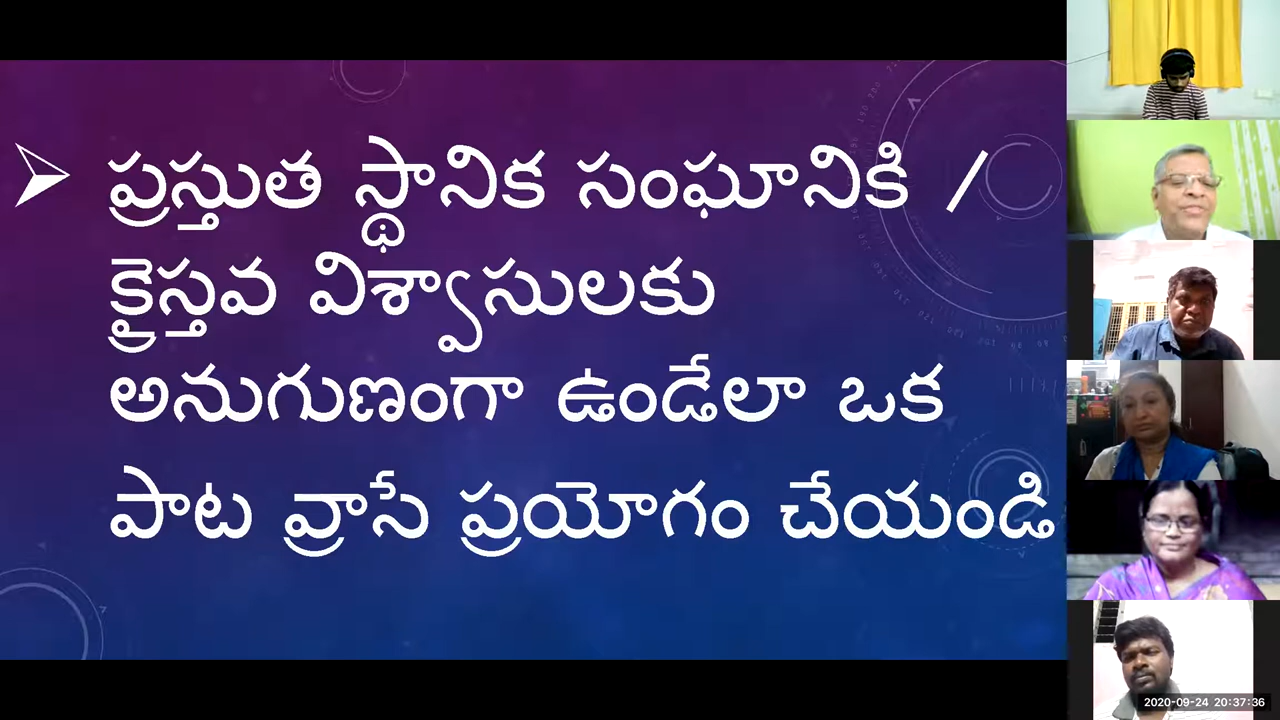 ప్రస్తుత స్థానిక సంఘానికి /
క్రైస్తవ విశ్వాసులకు
అనుగుణంగా ఉండేలా ఒక
పాట వ్రాసే ప్రయోగం చేయండి
2020-09-24 20:37:36